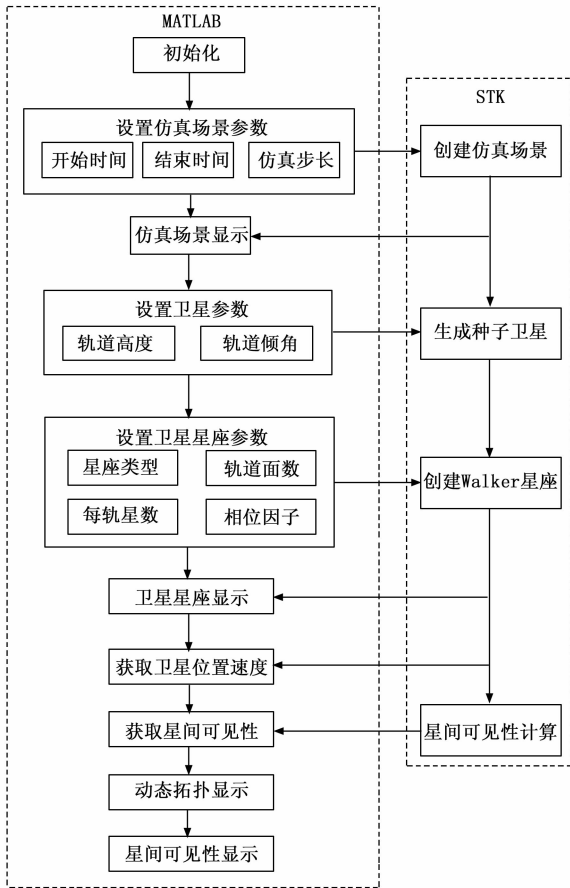 MATLAB
初始化
设置仿真场景参数
开始时间
结束时间
仿真步长
仿真场景显示
设置卫星参数
轨道高度
轨道倾角
设置卫星星座参数
星座类型
轨道面数
每轨星数
相位因子
卫星星座显示
获取卫星位置速度
获取星间可见性
动态拓扑显示
星间可见性显示
STK
创建仿真场景
生成种子卫星
创建Walker星座
星间可见性计算